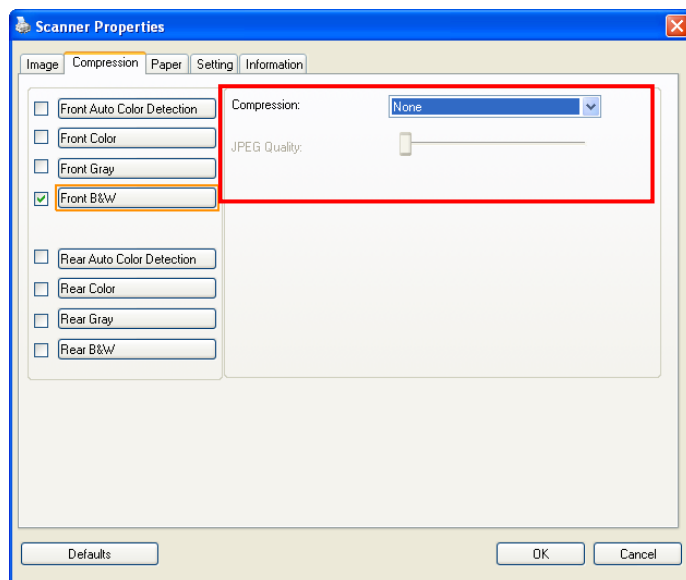 Scanner Properties
Image Compression Paper Setting Information
Front Auto Color Detection
Front Color
Front Gray
Front B&W
Rear Auto Color Detection
Rear Color
Rear Gray
Rear B&W
Compression: None
JPEG Quality:
Defaults OK Cancel